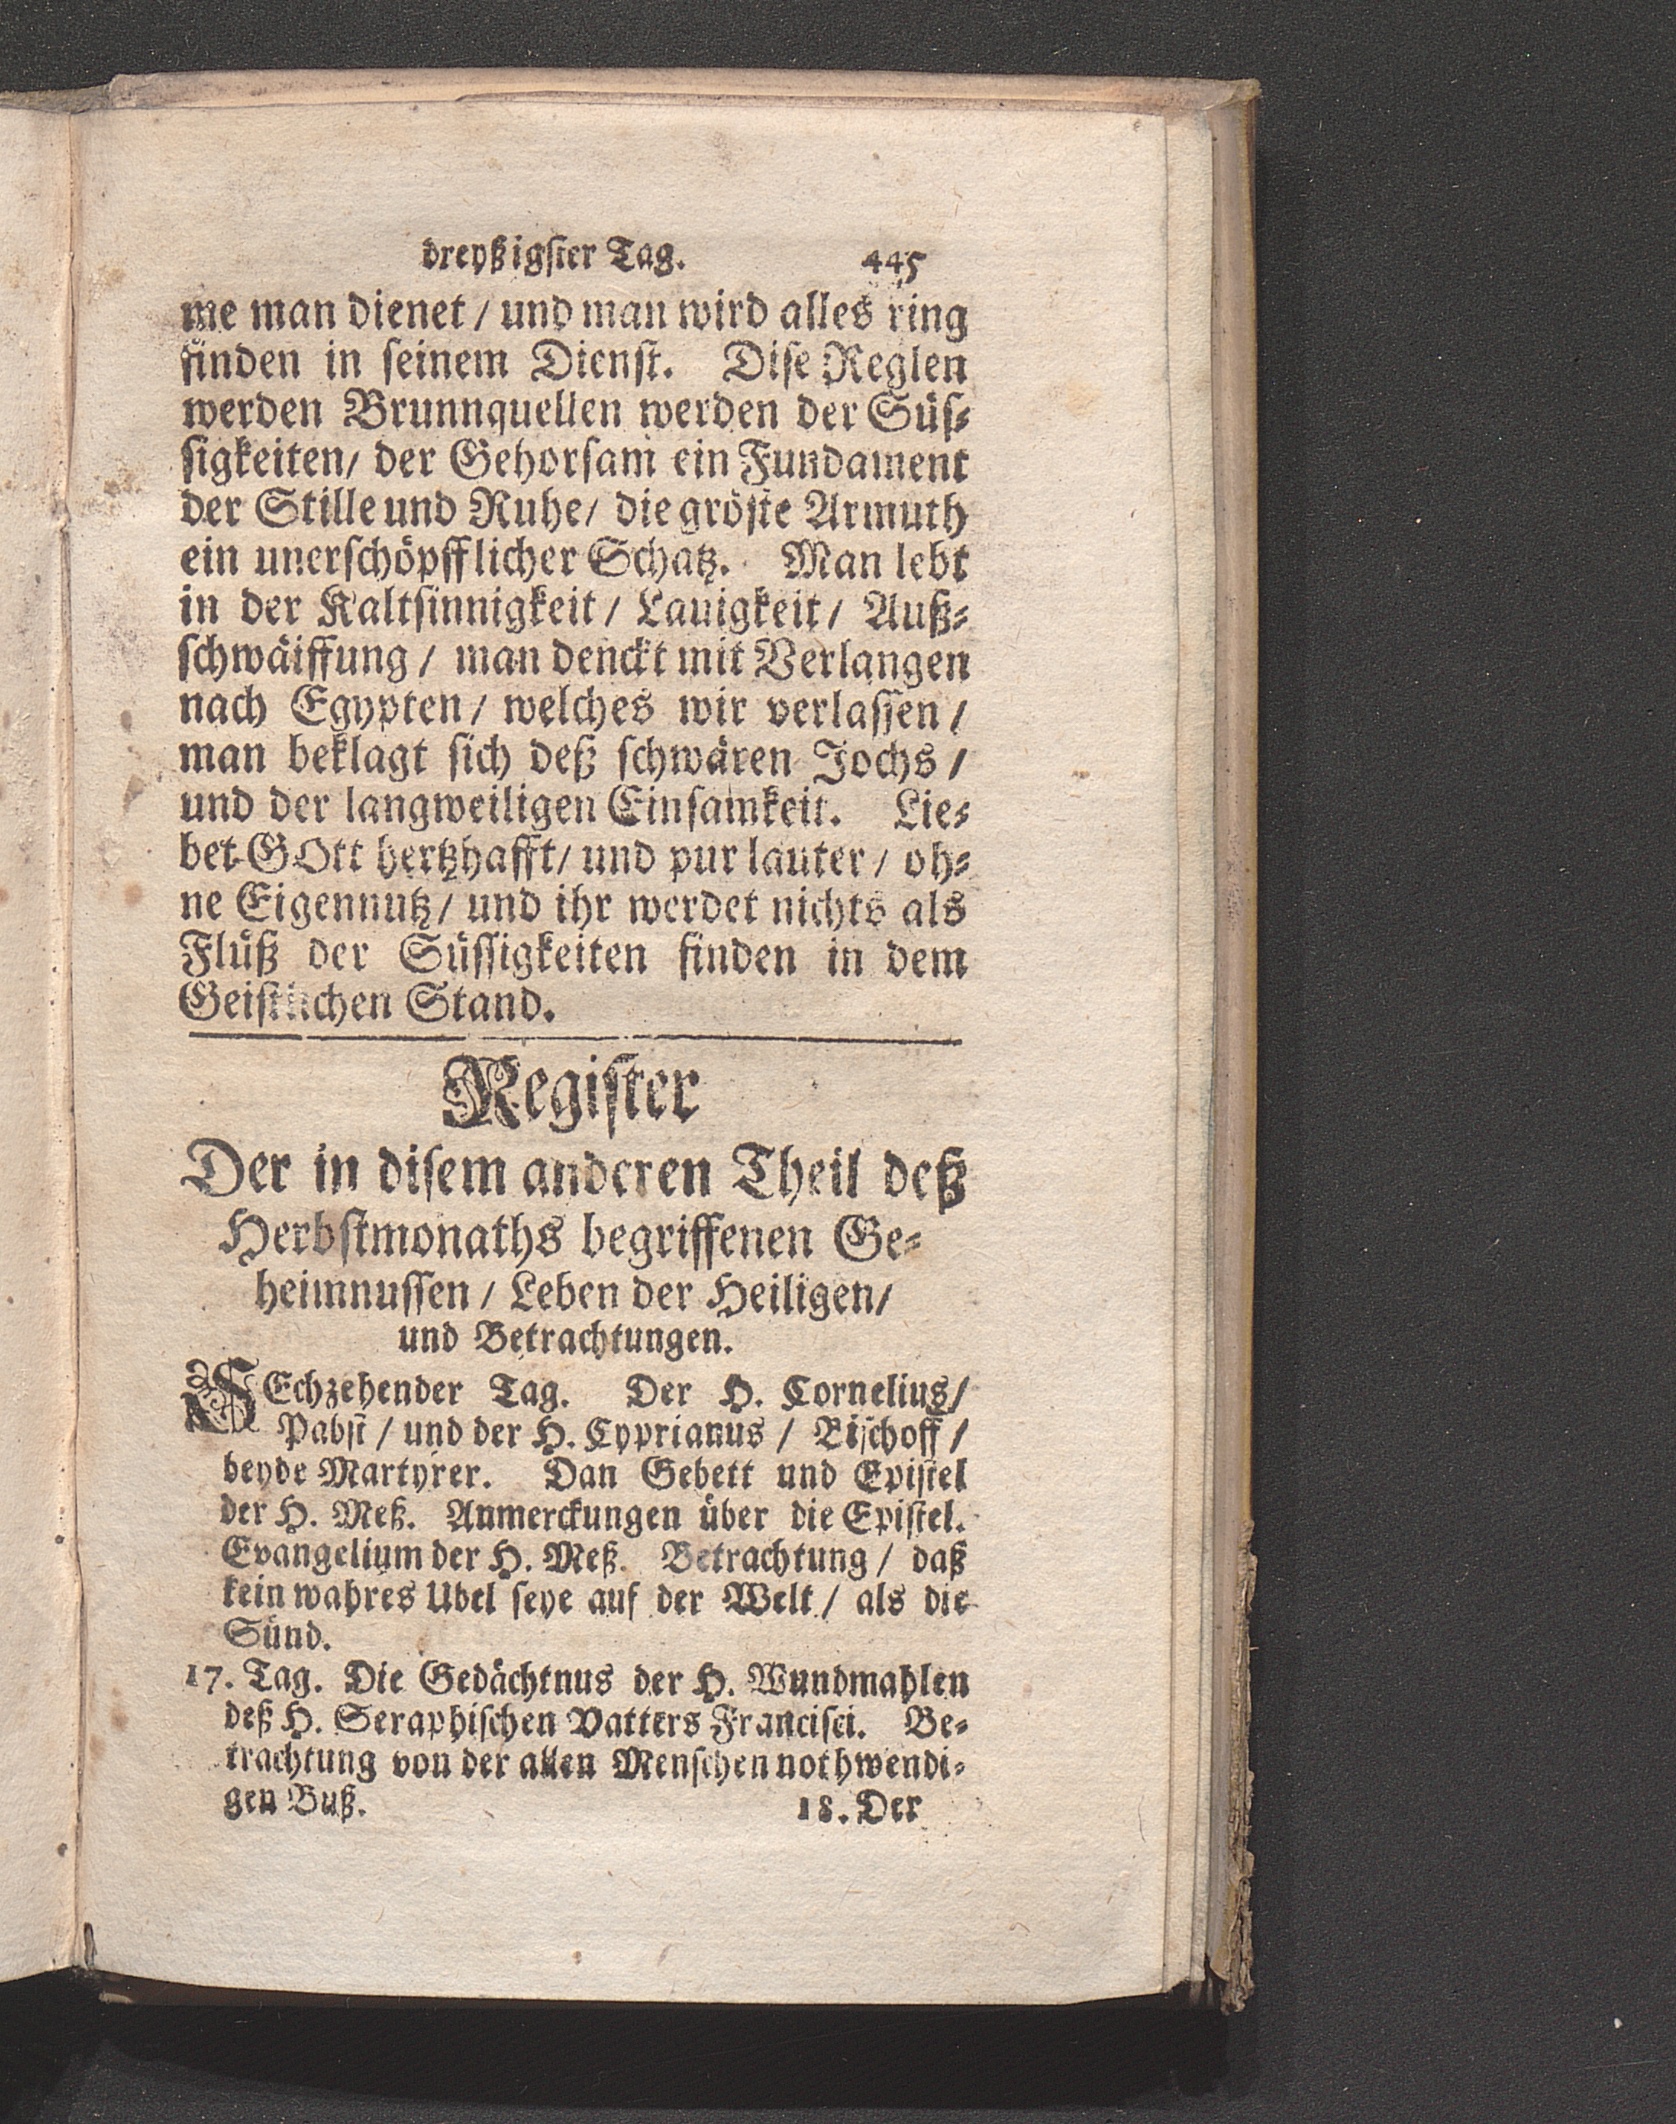 dreyßigster Tag. 445
me man dienet / und man wird alles ring
finden in seinem Dienst. Dise Reglen
werden Brunnquellen werden der Süs-
sigkeiten / der Gehorsam ein Fundament
der Stille und Ruhe / die gröste Armuth
ein unerschöpfflicher Schatz. Man lebt
in der Kaltsinnigkeit / Lauigkeit / Auß-
schwäiffung / man denckt mit Verlangen
nach Egypten / welches wir verlassen /
man beklagt sich deß schwären Jochs /
und der langweiligen Einsamkeit. Lie-
bet GOtt hertzhafft / und pur lauter / oh-
ne Eigennutz / und ihr werdet nichts als
Flüß der Süssigkeiten finden in dem
Geistlichen Stand.
Register
Der in disem anderen Theil deß
Herbstmonaths begriffenen Ge-
heimnussen / Leben der Heiligen /
und Betrachtungen.
SEchzehender Tag. Der H. Cornelius /
Pabst / und der H. Cyprianus / Bischoff /
beyde Martyrer. Dan Gebett und Epistel
der H. Meß. Anmerckungen über die Epistel.
Evangelium der H. Meß. Betrachtung / daß
kein wahres Ubel seye auf der Welt / als die
Sünd.
17. Tag. Die Gedächtnus der H. Wundmahlen
deß H. Seraphischen Vatters Francisci. Be-
trachtung von der allen Menschen nothwendi-
gen Buß. 18. Der